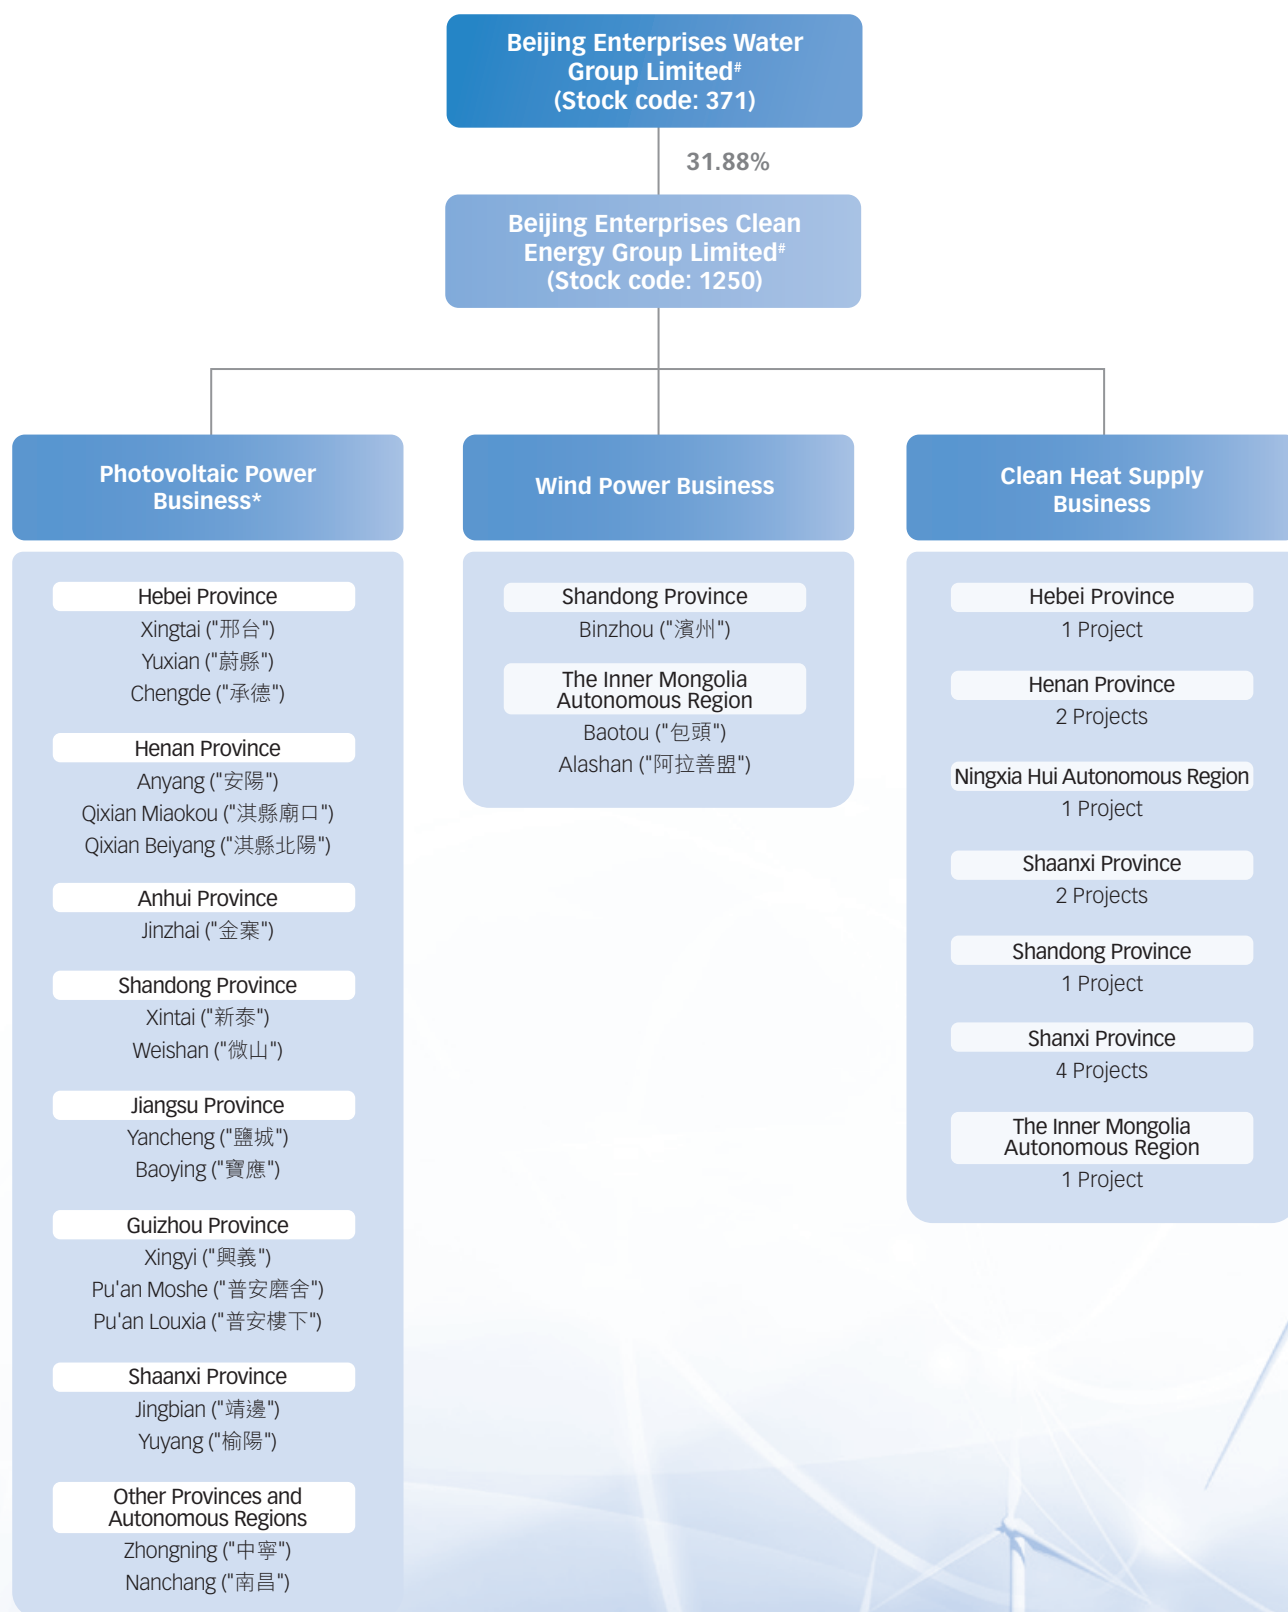 Beijing Enterprises Water
Group Limited#
(Stock code: 371)
31.88%
Beijing Enterprises Clean
Energy Group Limited#
(Stock code: 1250)
Photovoltaic Power
Business*
Hebei Province
Xingtai ("邢台")
Yuxian ("蔚縣")
Chengde ("承德")
Henan Province
Anyang ("安陽")
Qixian Miaokou ("淇縣廟口")
Qixian Beiyang ("淇縣北陽")
Anhui Province
Jinzhai ("金寨")
Shandong Province
Xintai ("新泰")
Weishan ("微山")
Jiangsu Province
Yancheng ("鹽城")
Baoying ("寶應")
Guizhou Province
Xingyi ("興義")
Pu'an Moshe ("普安磨舍")
Pu'an Louxia ("普安樓下")
Shaanxi Province
Jingbian ("靖邊")
Yuyang ("榆陽")
Other Provinces and
Autonomous Regions
Zhongning ("中寧")
Nanchang ("南昌")
Wind Power Business
Shandong Province
Binzhou ("濱州")
The Inner Mongolia
Autonomous Region
Baotou ("包頭")
Alashan ("阿拉善盟")
Clean Heat Supply
Business
Hebei Province
1 Project
Henan Province
2 Projects
Ningxia Hui Autonomous Region
1 Project
Shaanxi Province
2 Projects
Shandong Province
1 Project
Shanxi Province
4 Projects
The Inner Mongolia
Autonomous Region
1 Project